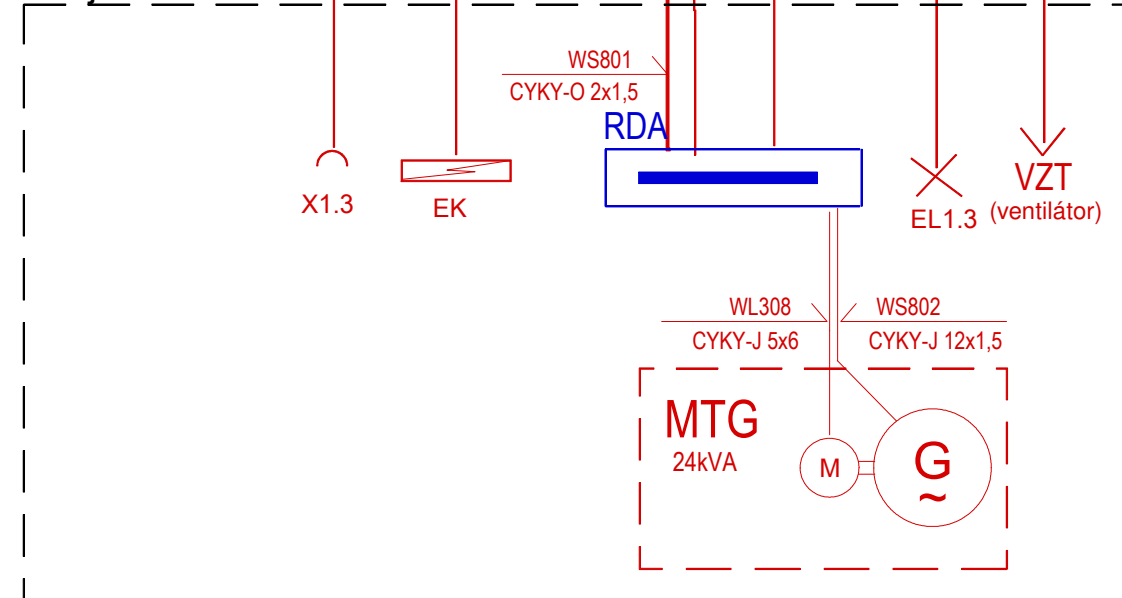 WS801
CYKY-O 2x1,5
RDA
X1.3
EK
EL1.3
VZT
(ventilátor)
WL308
CYKY-J 5x6
WS802
CYKY-J 12x1,5
MTG
24kVA
M
G
~